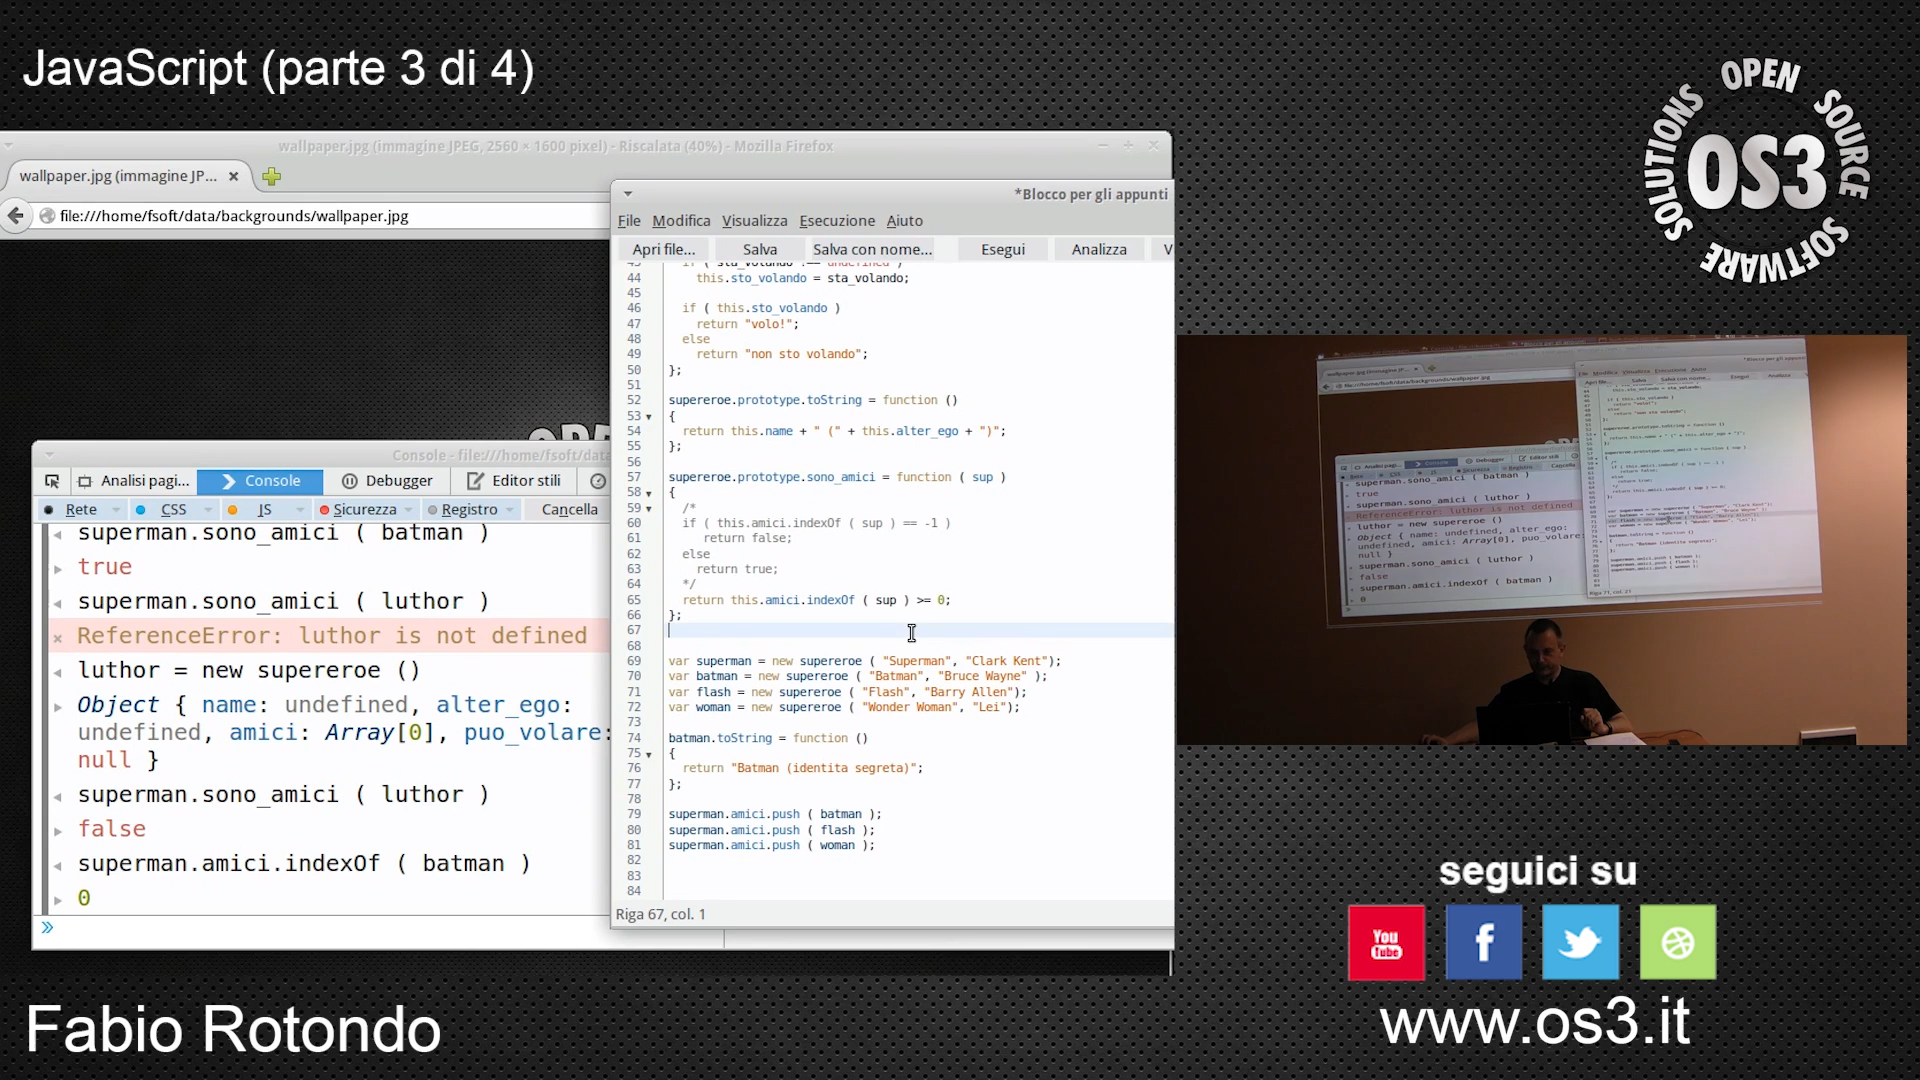 JavaScript (parte 3 di 4)
OPEN SOURCE SOFTWARE SOLUTIONS
OS3
wallpaper.jpg (immagine JPEG, 2560 × 1600 pixel) - Riscalata (40%) - Mozilla Firefox
wallpaper.jpg (immagine JP...
file:///home/fsoft/data/backgrounds/wallpaper.jpg
*Blocco per gli appunti
File Modifica Visualizza Esecuzione Aiuto
Apri file... Salva Salva con nome... Esegui Analizza V
43 if ( sta_volando !== undefined )
44 this.sto_volando = sta_volando;
45
46 if ( this.sto_volando )
47 return "volo!";
48 else
49 return "non sto volando";
50 };
51
52 supereroe.prototype.toString = function ()
53 {
54 return this.name + " (" + this.alter_ego + ")";
55 };
56
57 supereroe.prototype.sono_amici = function ( sup )
58 {
59 /*
60 if ( this.amici.indexOf ( sup ) == -1 )
61 return false;
62 else
63 return true;
64 */
65 return this.amici.indexOf ( sup ) >= 0;
66 };
67
68
69 var superman = new supereroe ( "Superman", "Clark Kent");
70 var batman = new supereroe ( "Batman", "Bruce Wayne" );
71 var flash = new supereroe ( "Flash", "Barry Allen");
72 var woman = new supereroe ( "Wonder Woman", "Lei");
73
74 batman.toString = function ()
75 {
76 return "Batman (identita segreta)";
77 };
78
79 superman.amici.push ( batman );
80 superman.amici.push ( flash );
81 superman.amici.push ( woman );
82
83
84
Riga 67, col. 1
Console - file:///home/fsoft/data
Analisi pagi... Console Debugger Editor stili
Rete CSS JS Sicurezza Registro Cancella
superman.sono_amici ( batman )
true
superman.sono_amici ( luthor )
ReferenceError: luthor is not defined
luthor = new supereroe ()
Object { name: undefined, alter_ego:
undefined, amici: Array[0], puo_volare:
null }
superman.sono_amici ( luthor )
false
superman.amici.indexOf ( batman )
0
seguici su
You Tube
f
Fabio Rotondo
www.os3.it